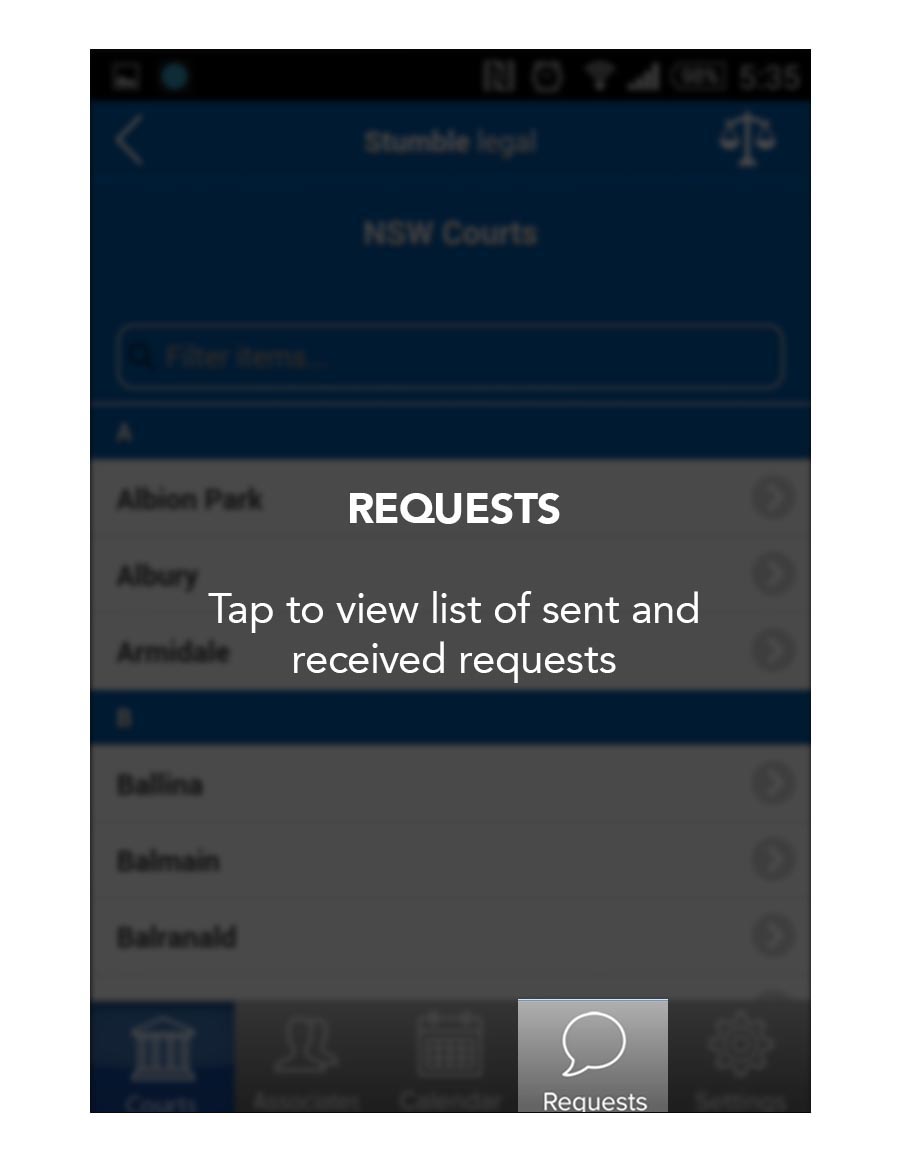 98% 5:35
Stumble legal
NSW Courts
Filter items...
A
Albion Park
REQUESTS
Albury
Tap to view list of sent and
Armidale
received requests
B
Ballina
Balmain
Balranald
Courts Associates Calendar Requests Settings